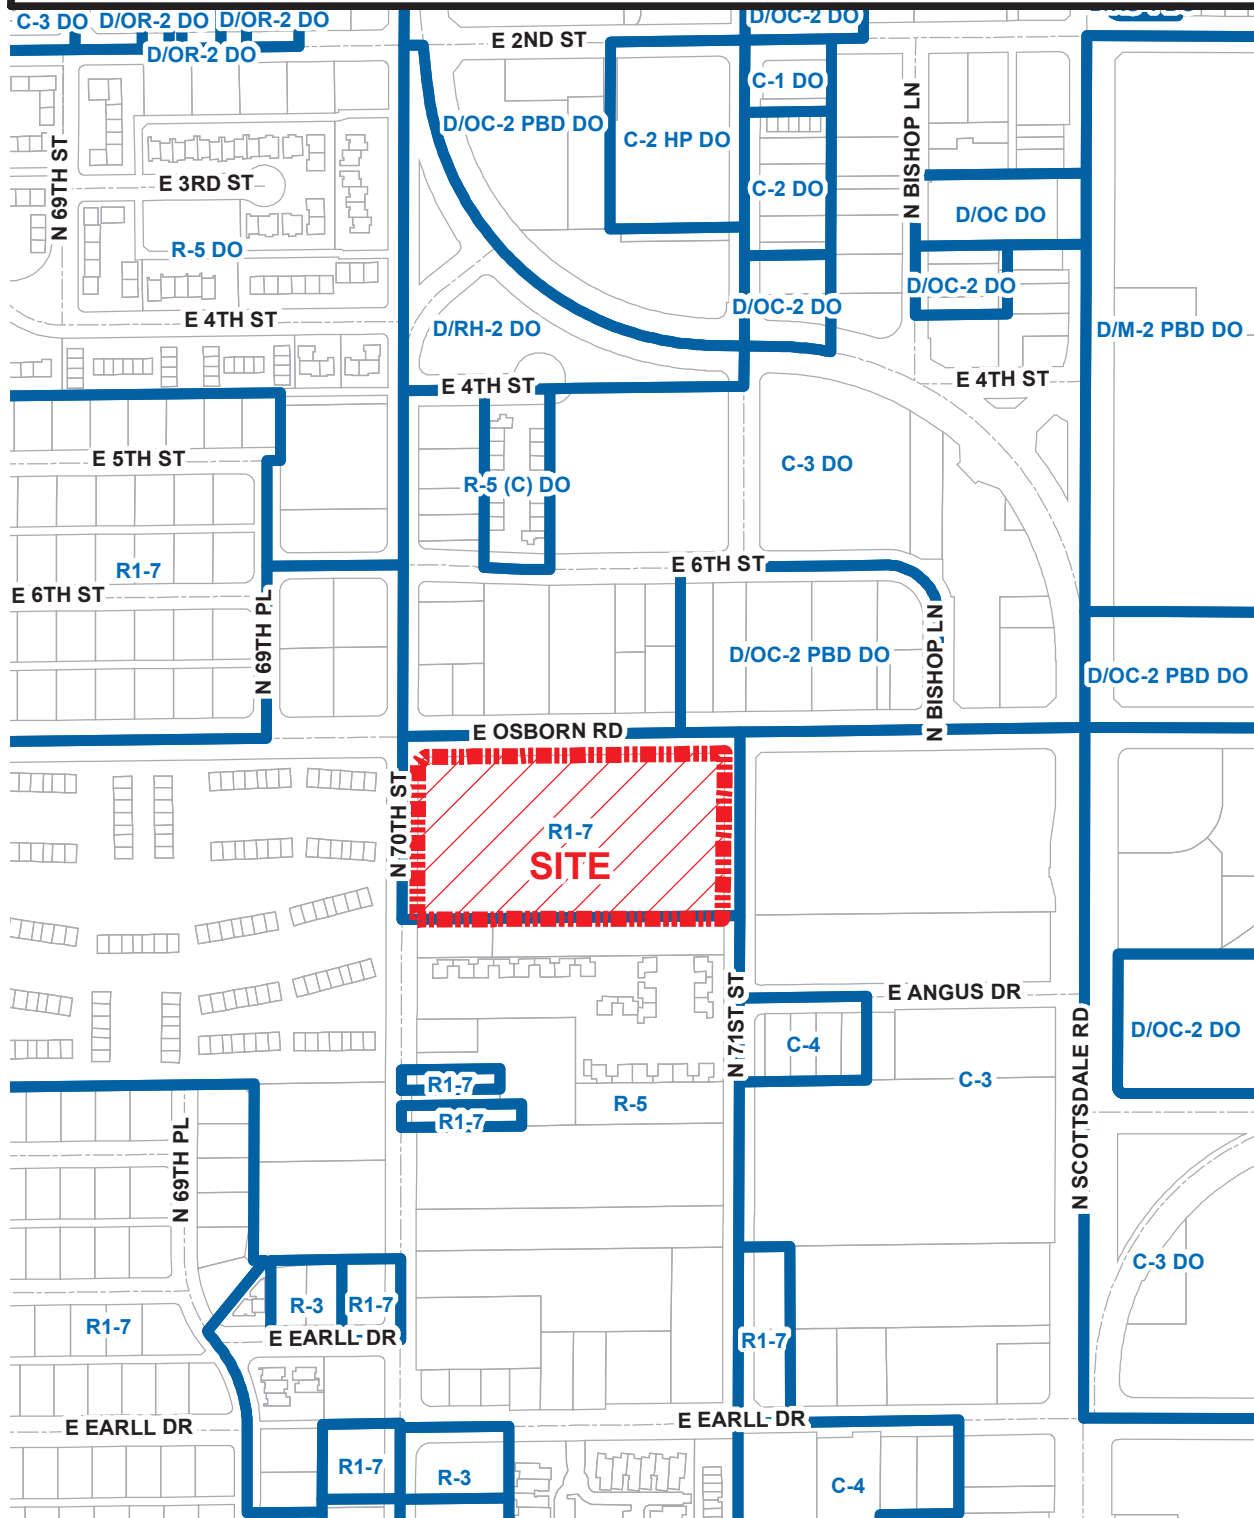 C-3 DO
D/OR-2 DO
D/OR-2 DO
D/OR-2 DO
E 2ND ST
D/OC-2 DO
C-1 DO
N BISHOP LN
N 69TH ST
D/OC-2 PBD DO
C-2 HP DO
C-2 DO
E 3RD ST
D/OC DO
R-5 DO
D/OC-2 DO
D/OC-2 DO
E 4TH ST
D/RH-2 DO
D/M-2 PBD DO
E 4TH ST
E 4TH ST
E 5TH ST
C-3 DO
R-5 (C) DO
R1-7
E 6TH ST
E 6TH ST
N 69TH PL
D/OC-2 PBD DO
N BISHOP LN
D/OC-2 PBD DO
E OSBORN RD
N 70TH ST
R1-7
SITE
E ANGUS DR
N 71ST ST
D/OC-2 DO
C-4
N SCOTTSDALE RD
R1-7
C-3
R-5
R1-7
N 69TH PL
C-3 DO
R-3
R1-7
R1-7
E EARLL DR
R1-7
E EARLL DR
E EARLL DR
R1-7
R-3
C-4